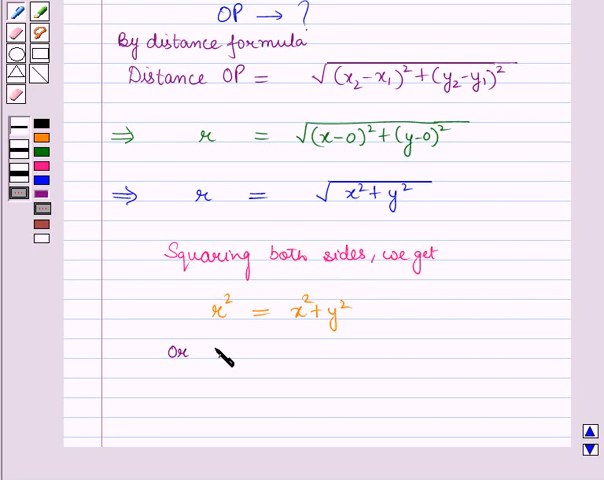 OP → ?
By distance formula
Distance OP = √(x₂-x₁)²+(y₂-y₁)²
⇒ r = √(x-0)²+(y-0)²
⇒ r = √x²+y²
Squaring both sides, we get
r² = x²+y²
Or